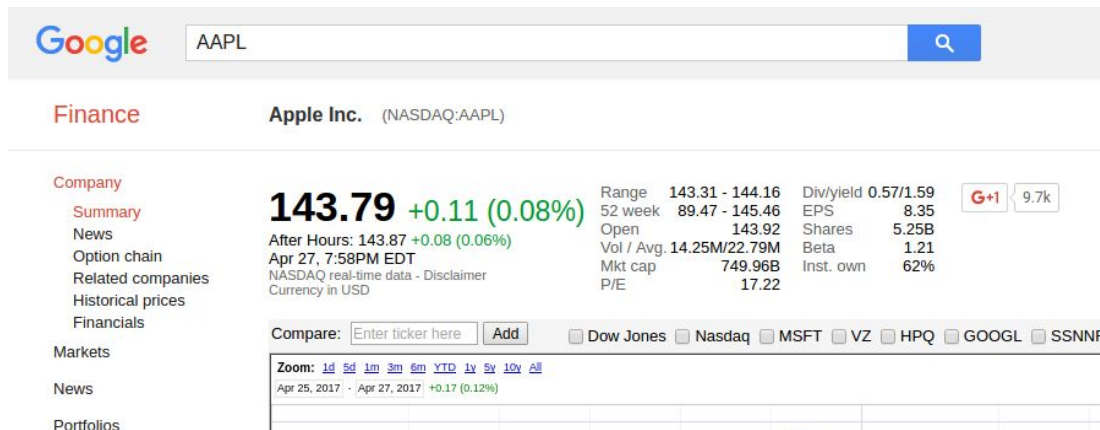 Google
AAPL
Finance
Apple Inc. (NASDAQ:AAPL)
Company
Summary
News
Option chain
Related companies
Historical prices
Financials
Markets
News
Portfolios
143.79 +0.11 (0.08%)
After Hours: 143.87 +0.08 (0.06%)
Apr 27, 7:58PM EDT
NASDAQ real-time data - Disclaimer
Currency in USD
Range 143.31 - 144.16
52 week 89.47 - 145.46
Open 143.92
Vol / Avg. 14.25M/22.79M
Mkt cap 749.96B
P/E 17.22
Div/yield 0.57/1.59
EPS 8.35
Shares 5.25B
Beta 1.21
Inst. own 62%
G+1 9.7k
Compare: Enter ticker here Add Dow Jones Nasdaq MSFT VZ HPQ GOOGL SSNNF
Zoom: 1d 5d 1m 3m 6m YTD 1y 5y 10y All
Apr 25, 2017 - Apr 27, 2017 +0.17 (0.12%)